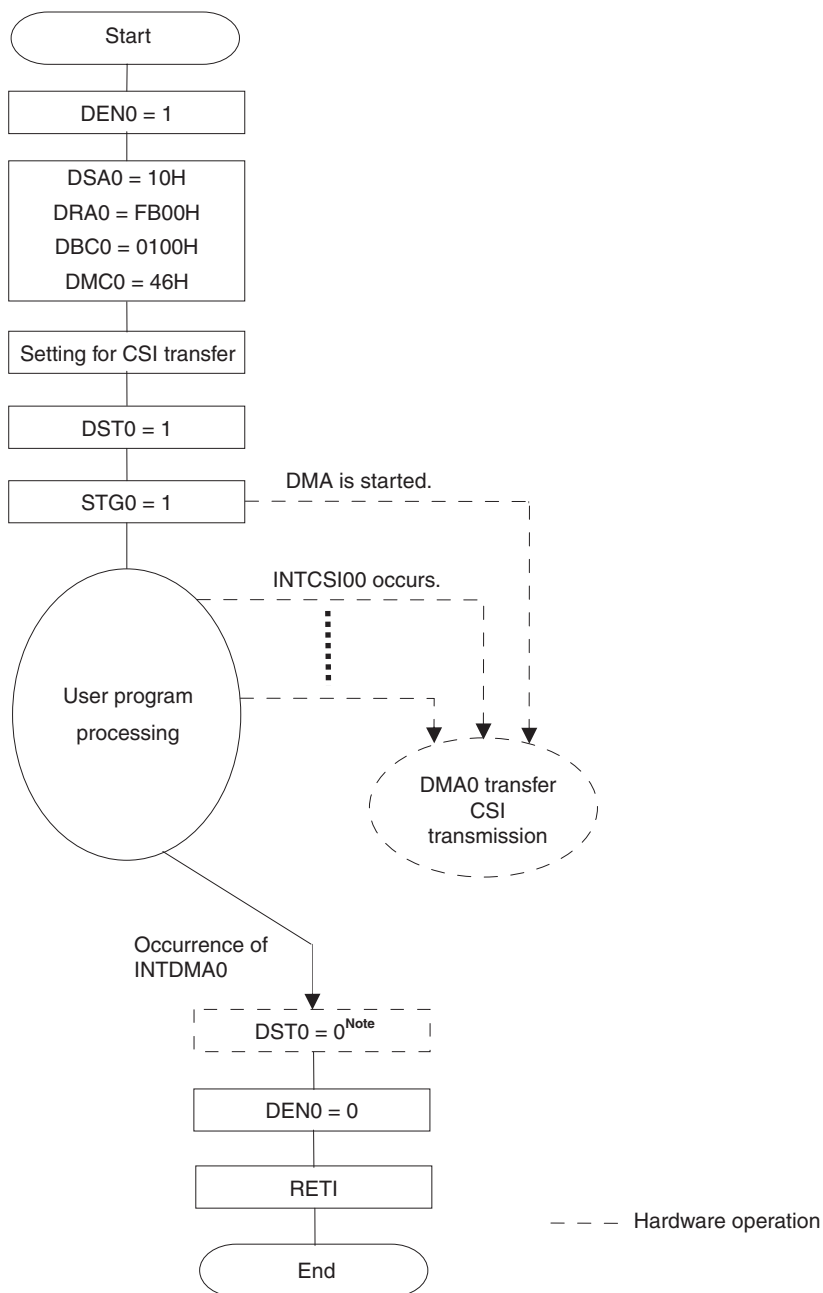 Start
DEN0 = 1
DSA0 = 10H
DRA0 = FB00H
DBC0 = 0100H
DMC0 = 46H
Setting for CSI transfer
DST0 = 1
STG0 = 1
DMA is started.
INTCSI00 occurs.
User program
processing
DMA0 transfer
CSI
transmission
Occurrence of
INTDMA0
DST0 = 0Note
DEN0 = 0
RETI
Hardware operation
End